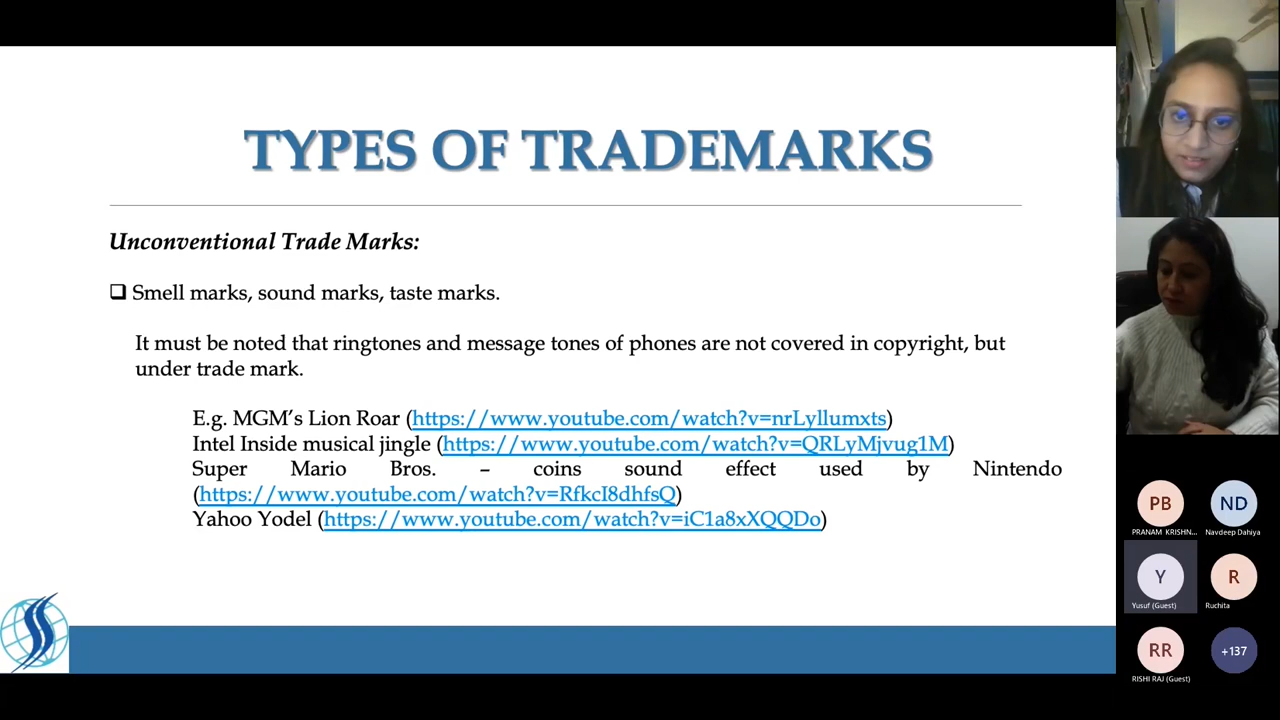 TYPES OF TRADEMARKS
Unconventional Trade Marks:
❑ Smell marks, sound marks, taste marks.
It must be noted that ringtones and message tones of phones are not covered in copyright, but
under trade mark.
E.g. MGM's Lion Roar (https://www.youtube.com/watch?v=nrLyllumxts)
Intel Inside musical jingle (https://www.youtube.com/watch?v=QRLyMjvug1M)
Super Mario Bros. – coins sound effect used by Nintendo
(https://www.youtube.com/watch?v=RfkcI8dhfsQ)
Yahoo Yodel (https://www.youtube.com/watch?v=iC1a8xXQQDo)
PB
ND
PRANAM KRISHN...
Navdeep Dahiya
Y
R
Yusuf (Guest)
Ruchita
RR
+137
RISHI RAJ (Guest)